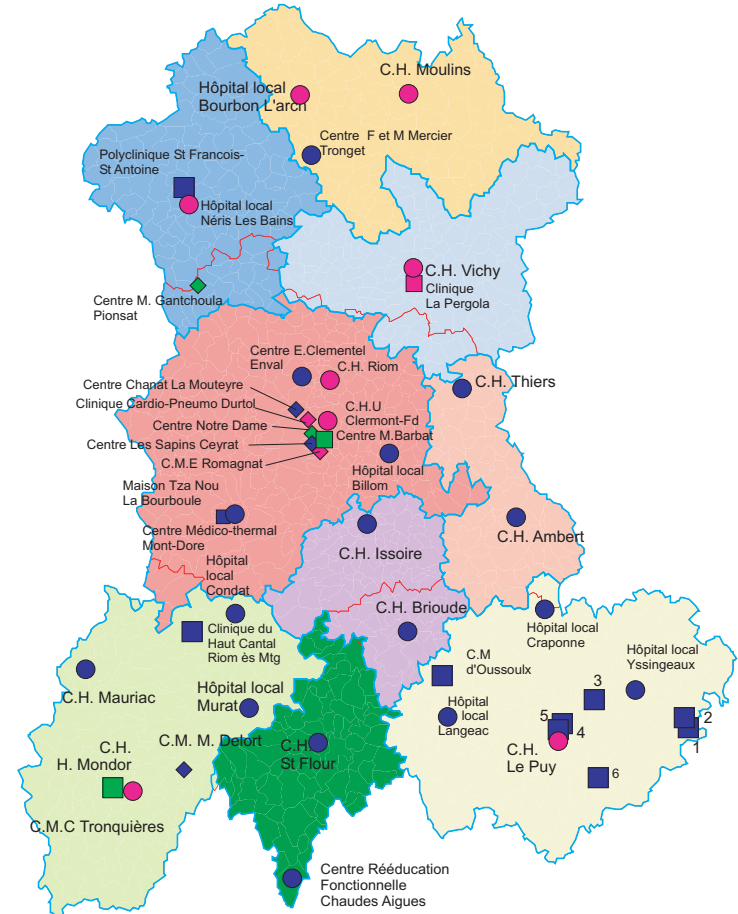 C.H. Moulins
Hôpital local
Bourbon L'arch
Centre F et M Mercier
Tronget
Polyclinique St Francois-
St Antoine
Hôpital local
Néris Les Bains
C.H. Vichy
Clinique
La Pergola
Centre M. Gantchoula
Pionsat
Centre E.Clementel
Enval
C.H. Riom
C.H. Thiers
Centre Chanat La Mouteyre
Clinique Cardio-Pneumo Durtol
C.H.U
Clermont-Fd
Centre Notre Dame
Centre M.Barbat
Centre Les Sapins Ceyrat
C.M.E Romagnat
Hôpital local
Billom
Maison Tza Nou
La Bourboule
Centre Médico-thermal
Mont-Dore
C.H. Ambert
C.H. Issoire
Hôpital
local
Condat
C.H. Brioude
Hôpital local
Craponne
Clinique du
Haut Cantal
Riom ès Mtg
C.M
d'Oussoulx
Hôpital local
Yssingeaux
C.H. Mauriac
Hôpital local
Murat
3
Hôpital
local
Langeac
5
4
2
1
C.M. M. Delort
C.H.
St Flour
C.H.
H. Mondor
C.H.
Le Puy
6
C.M.C Tronquières
Centre Rééducation
Fonctionnelle
Chaudes Aigues